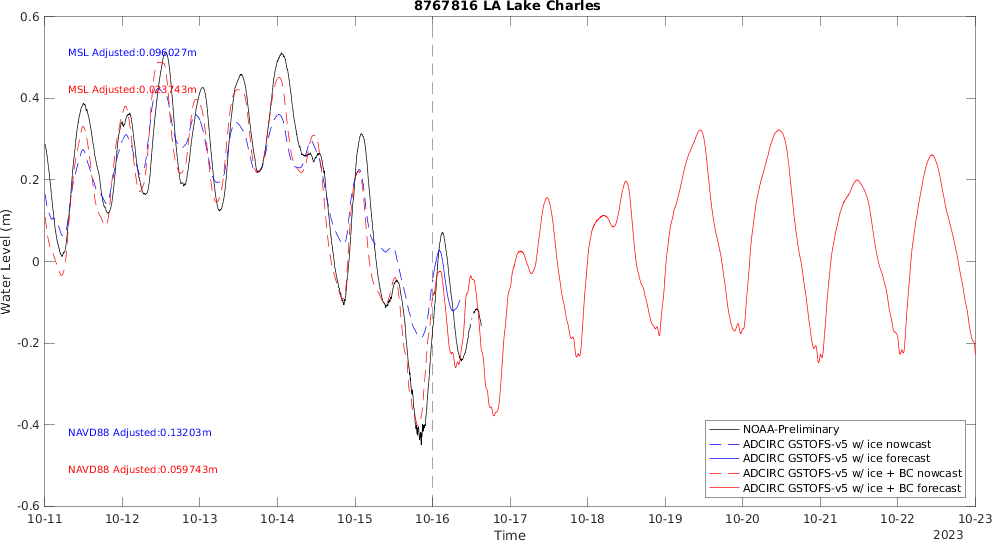 8767816 LA Lake Charles
0.6
0.4
0.2
0
-0.2
-0.4
-0.6
Water Level (m)
MSL Adjusted:0.096027m
MSL Adjusted:0.023743m
NAVD88 Adjusted:0.13203m
NAVD88 Adjusted:0.059743m
NOAA-Preliminary
ADCIRC GSTOFS-v5 w/ ice nowcast
ADCIRC GSTOFS-v5 w/ ice forecast
ADCIRC GSTOFS-v5 w/ ice + BC nowcast
ADCIRC GSTOFS-v5 w/ ice + BC forecast
10-11 10-12 10-13 10-14 10-15 10-16 10-17 10-18 10-19 10-20 10-21 10-22 10-23
Time
2023